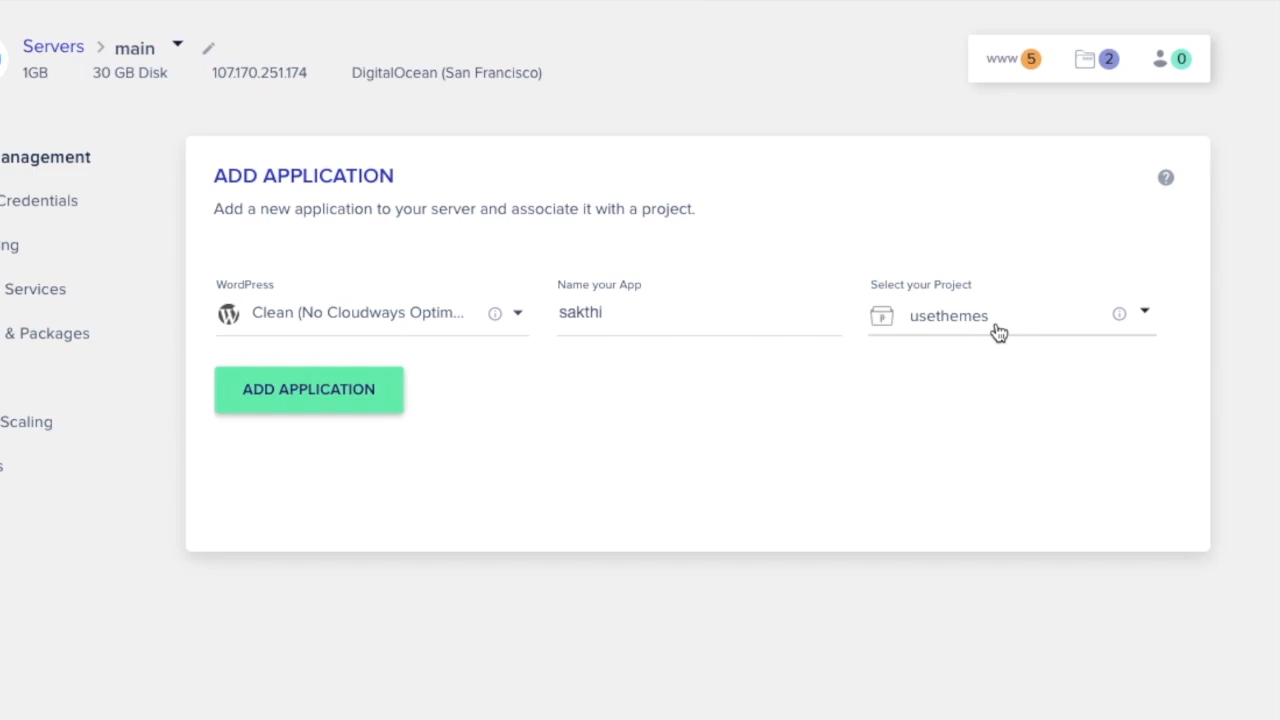 Servers > main
1GB 30 GB Disk 107.170.251.174 DigitalOcean (San Francisco)
www 5 2 0
anagement
Credentials
ng
Services
& Packages
Scaling
s
ADD APPLICATION
Add a new application to your server and associate it with a project.
WordPress
Clean (No Cloudways Optim...
Name your App
sakthi
Select your Project
usethemes
ADD APPLICATION